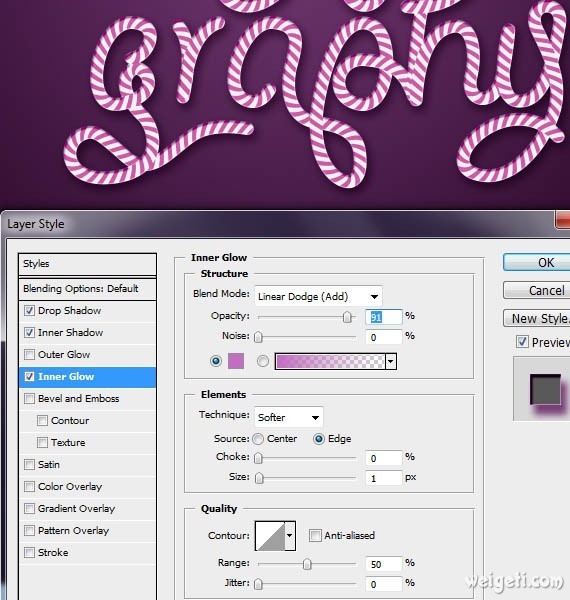 graphy
Layer Style
Styles
Blending Options: Default
Drop Shadow
Inner Shadow
Outer Glow
Inner Glow
Bevel and Emboss
Contour
Texture
Satin
Color Overlay
Gradient Overlay
Pattern Overlay
Stroke
Inner Glow
Structure
Blend Mode: Linear Dodge (Add)
Opacity: 91 %
Noise: 0 %
Elements
Technique: Softer
Source: Center Edge
Choke: 0 %
Size: 1 px
Quality
Contour: Anti-aliased
Range: 50 %
Jitter: 0 %
OK
Cancel
New Style.
Preview
weigeti.com